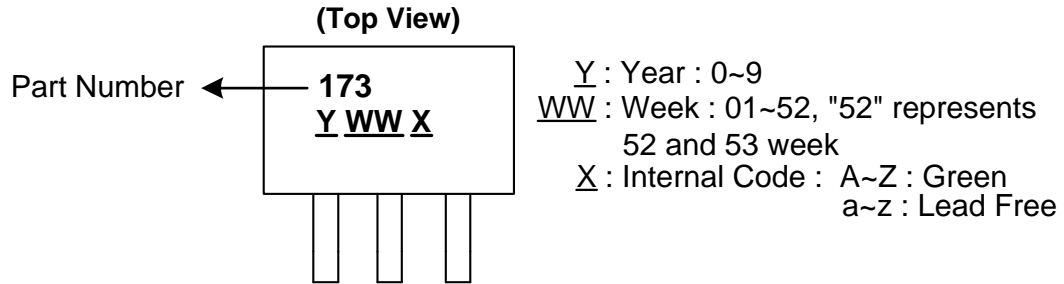 (Top View)
Part Number
173
Y WW X
Y : Year : 0~9
WW : Week : 01~52, "52" represents
52 and 53 week
X : Internal Code : A~Z : Green
a~z : Lead Free